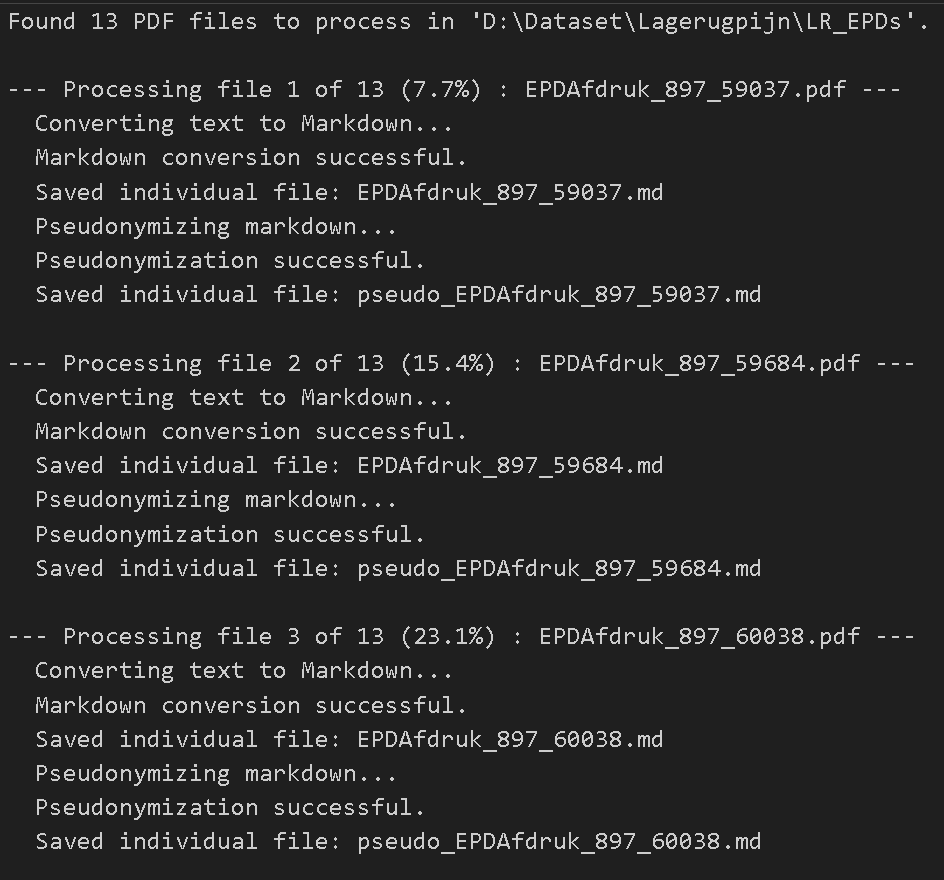 Found 13 PDF files to process in 'D:\Dataset\Lagerugpijn\LR_EPDs'.

--- Processing file 1 of 13 (7.7%) : EPDAfdruk_897_59037.pdf ---
  Converting text to Markdown...
  Markdown conversion successful.
  Saved individual file: EPDAfdruk_897_59037.md
  Pseudonymizing markdown...
  Pseudonymization successful.
  Saved individual file: pseudo_EPDAfdruk_897_59037.md

--- Processing file 2 of 13 (15.4%) : EPDAfdruk_897_59684.pdf ---
  Converting text to Markdown...
  Markdown conversion successful.
  Saved individual file: EPDAfdruk_897_59684.md
  Pseudonymizing markdown...
  Pseudonymization successful.
  Saved individual file: pseudo_EPDAfdruk_897_59684.md

--- Processing file 3 of 13 (23.1%) : EPDAfdruk_897_60038.pdf ---
  Converting text to Markdown...
  Markdown conversion successful.
  Saved individual file: EPDAfdruk_897_60038.md
  Pseudonymizing markdown...
  Pseudonymization successful.
  Saved individual file: pseudo_EPDAfdruk_897_60038.md